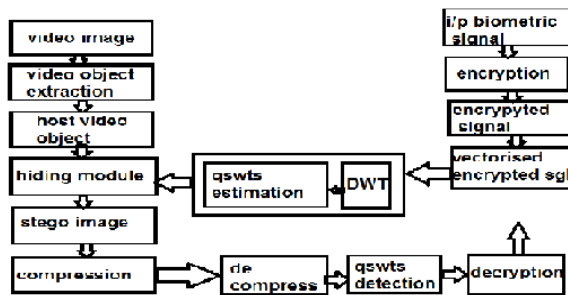 video image
video object
extraction
host video
object
hiding module
stego image
compression
qswts
estimation
DWT
de
compress
qswts
detection
decryption
i/p biometric
signal
encryption
encrypyted
signal
vectorised
encrypted sgl